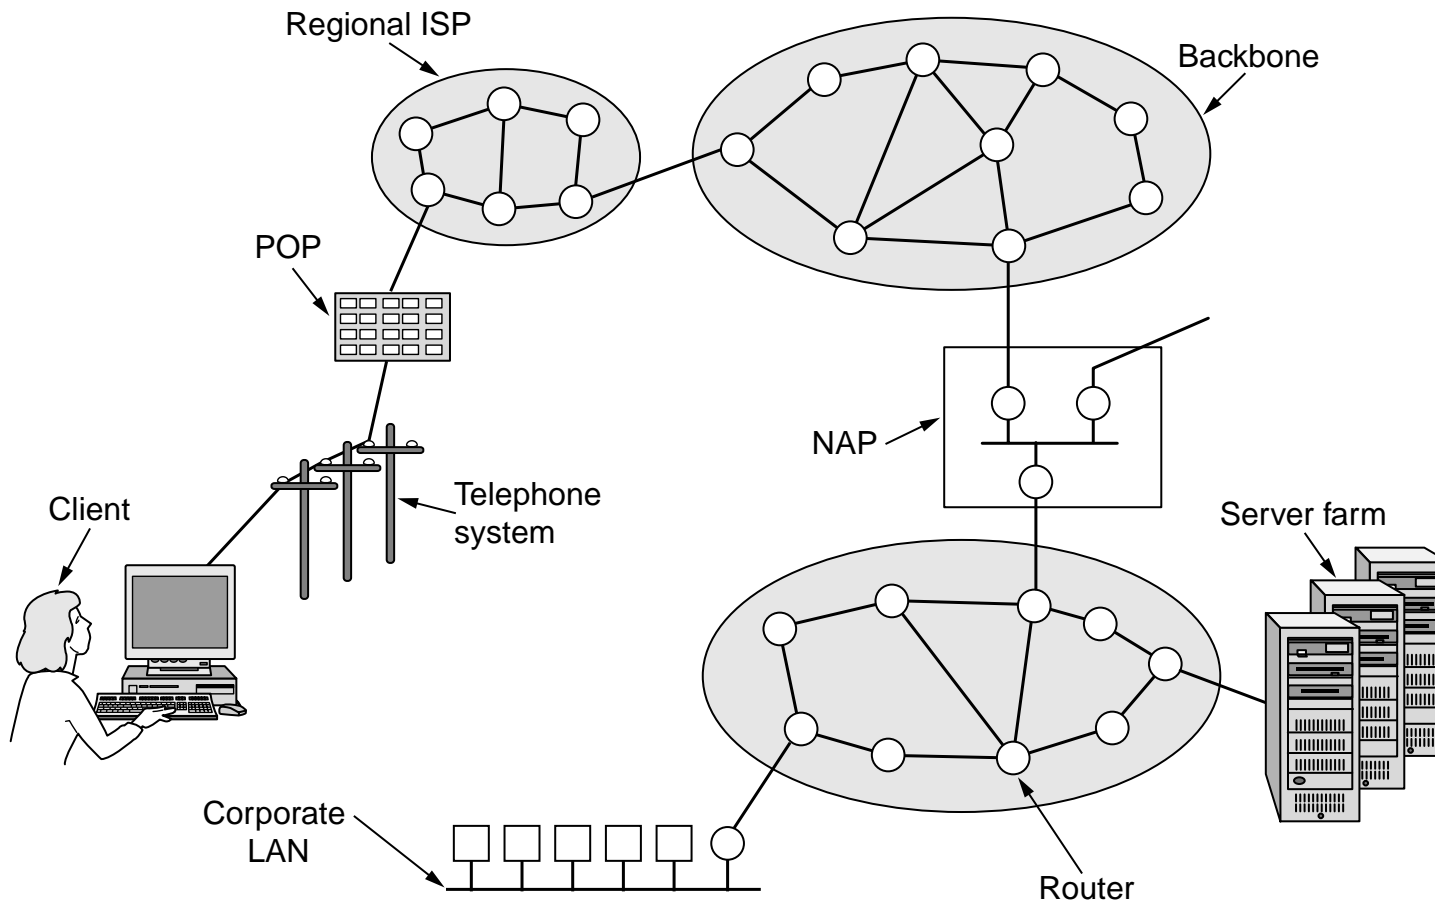 Regional ISP
Backbone
POP
NAP
Telephone
system
Client
Server farm
Corporate
LAN
Router